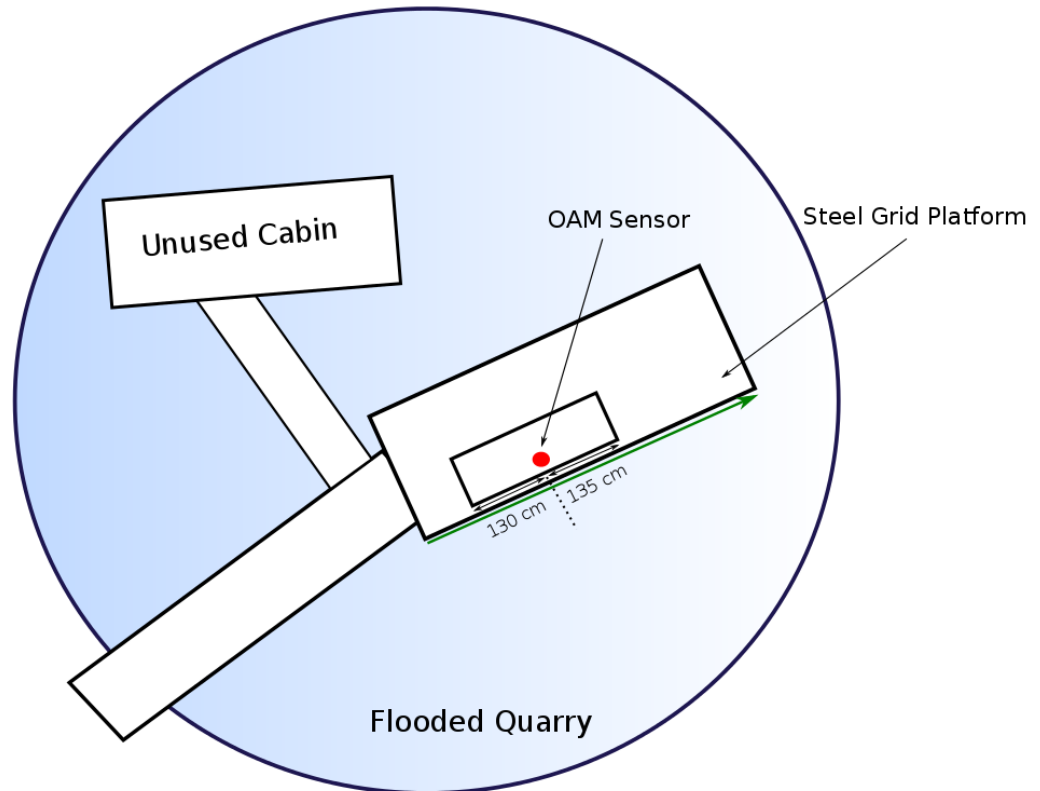 OAM Sensor
Steel Grid Platform
Unused Cabin
135 cm
130 cm
Flooded Quarry